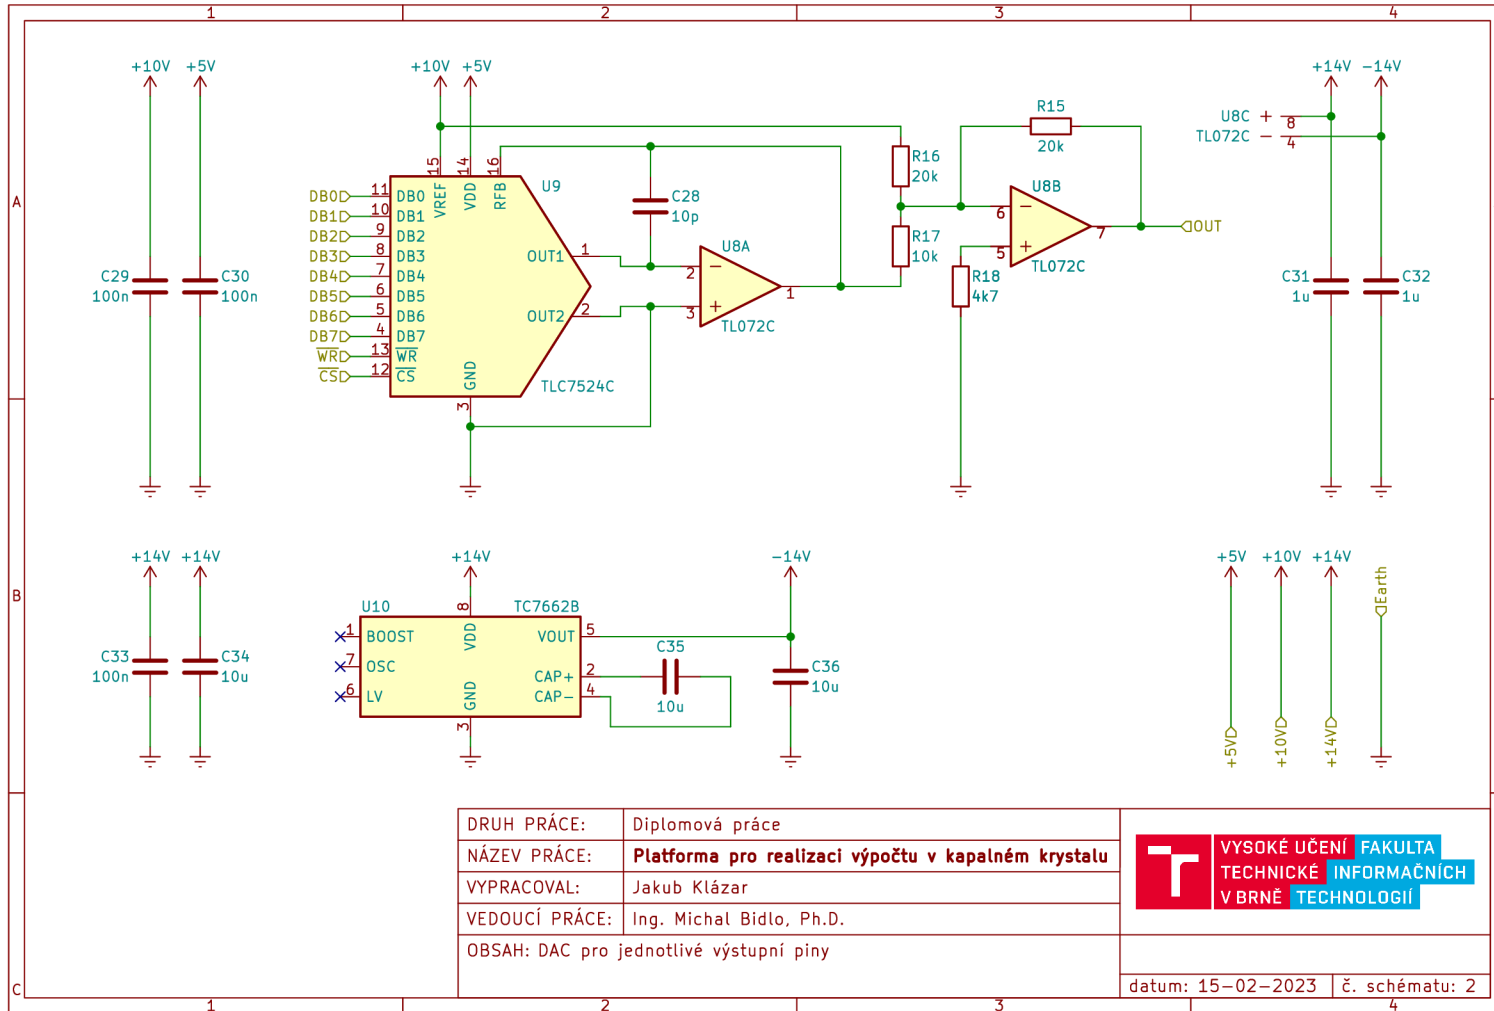 1 2 3 4
+10V +5V +10V +5V +14V -14V
R15
20k
U8C + 8
TL072C - 4
15 14 16
R16
20k
U9
U8B
A
DB0 11 DB0 VREF VDD RFB
C28
10p
DB1 10 DB1
6 −
DB2 9 DB2
7 OUT
R17
10k
DB3 8 DB3 OUT1 1
U8A
5 +
TL072C
DB4 7 DB4
2 −
C29
100n
C30
100n
R18
4k7
C31
1u
C32
1u
DB5 6 DB5
1
DB6 5 DB6 OUT2 2
3 +
TL072C
DB7 4 DB7
WR 13 WR
CS 12 CS
GND
TLC7524C
3
+14V +14V +14V -14V +5V +10V +14V
Earth
B
U10 8 TC7662B
1 BOOST VDD VOUT 5
C33
100n
C34
10u
7 OSC
CAP+ 2
C35
10u
C36
10u
6 LV GND CAP- 4
3
+5V +10V +14V
DRUH PRÁCE: Diplomová práce
NÁZEV PRÁCE: Platforma pro realizaci výpočtu v kapalném krystalu
VYPRACOVAL: Jakub Klázar
VEDOUCÍ PRÁCE: Ing. Michal Bidlo, Ph.D.
OBSAH: DAC pro jednotlivé výstupní piny
VYSOKÉ UČENÍ FAKULTA
TECHNICKÉ INFORMAČNÍCH
V BRNĚ TECHNOLOGIÍ
datum: 15-02-2023 č. schématu: 2
C
1 2 3 4